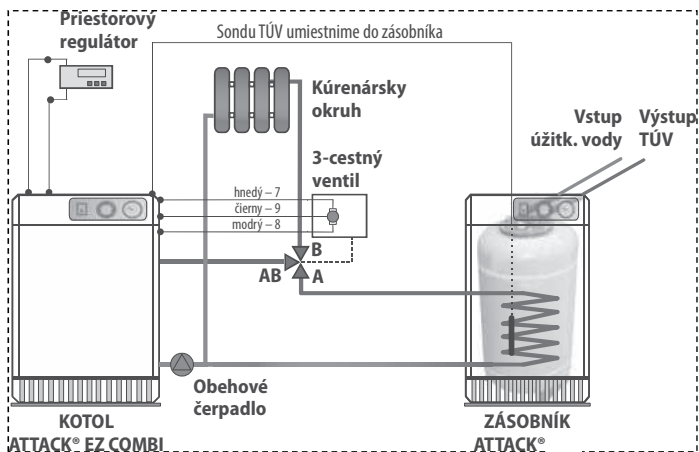 Priestorový
regulátor
Sondu TÚV umiestnime do zásobníka
Kúrenársky
okruh
Vstup
úžitk. vody
Výstup
TÚV
3-cestný
ventil
hnedý – 7
čierny – 9
modrý – 8
B
AB
A
Obehové
čerpadlo
KOTOL
ATTACK® EZ COMBI
ZÁSOBNÍK
ATTACK®